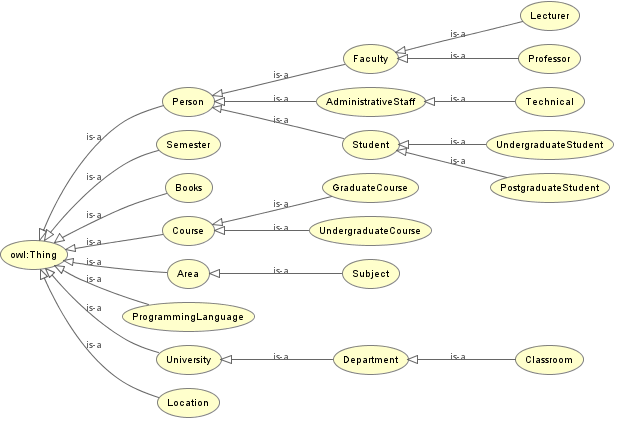 Lecturer
is-a
Faculty
is-a
Professor
is-a
Person
is-a
AdministrativeStaff
is-a
Technical
is-a
is-a
Semester
Student
is-a
UndergraduateStudent
is-a
is-a
PostgraduateStudent
Books
GraduateCourse
is-a
is-a
Course
is-a
UndergraduateCourse
is-a
owl:Thing
is-a
Area
is-a
Subject
is-a
ProgrammingLanguage
is-a
University
is-a
Department
is-a
Classroom
is-a
Location